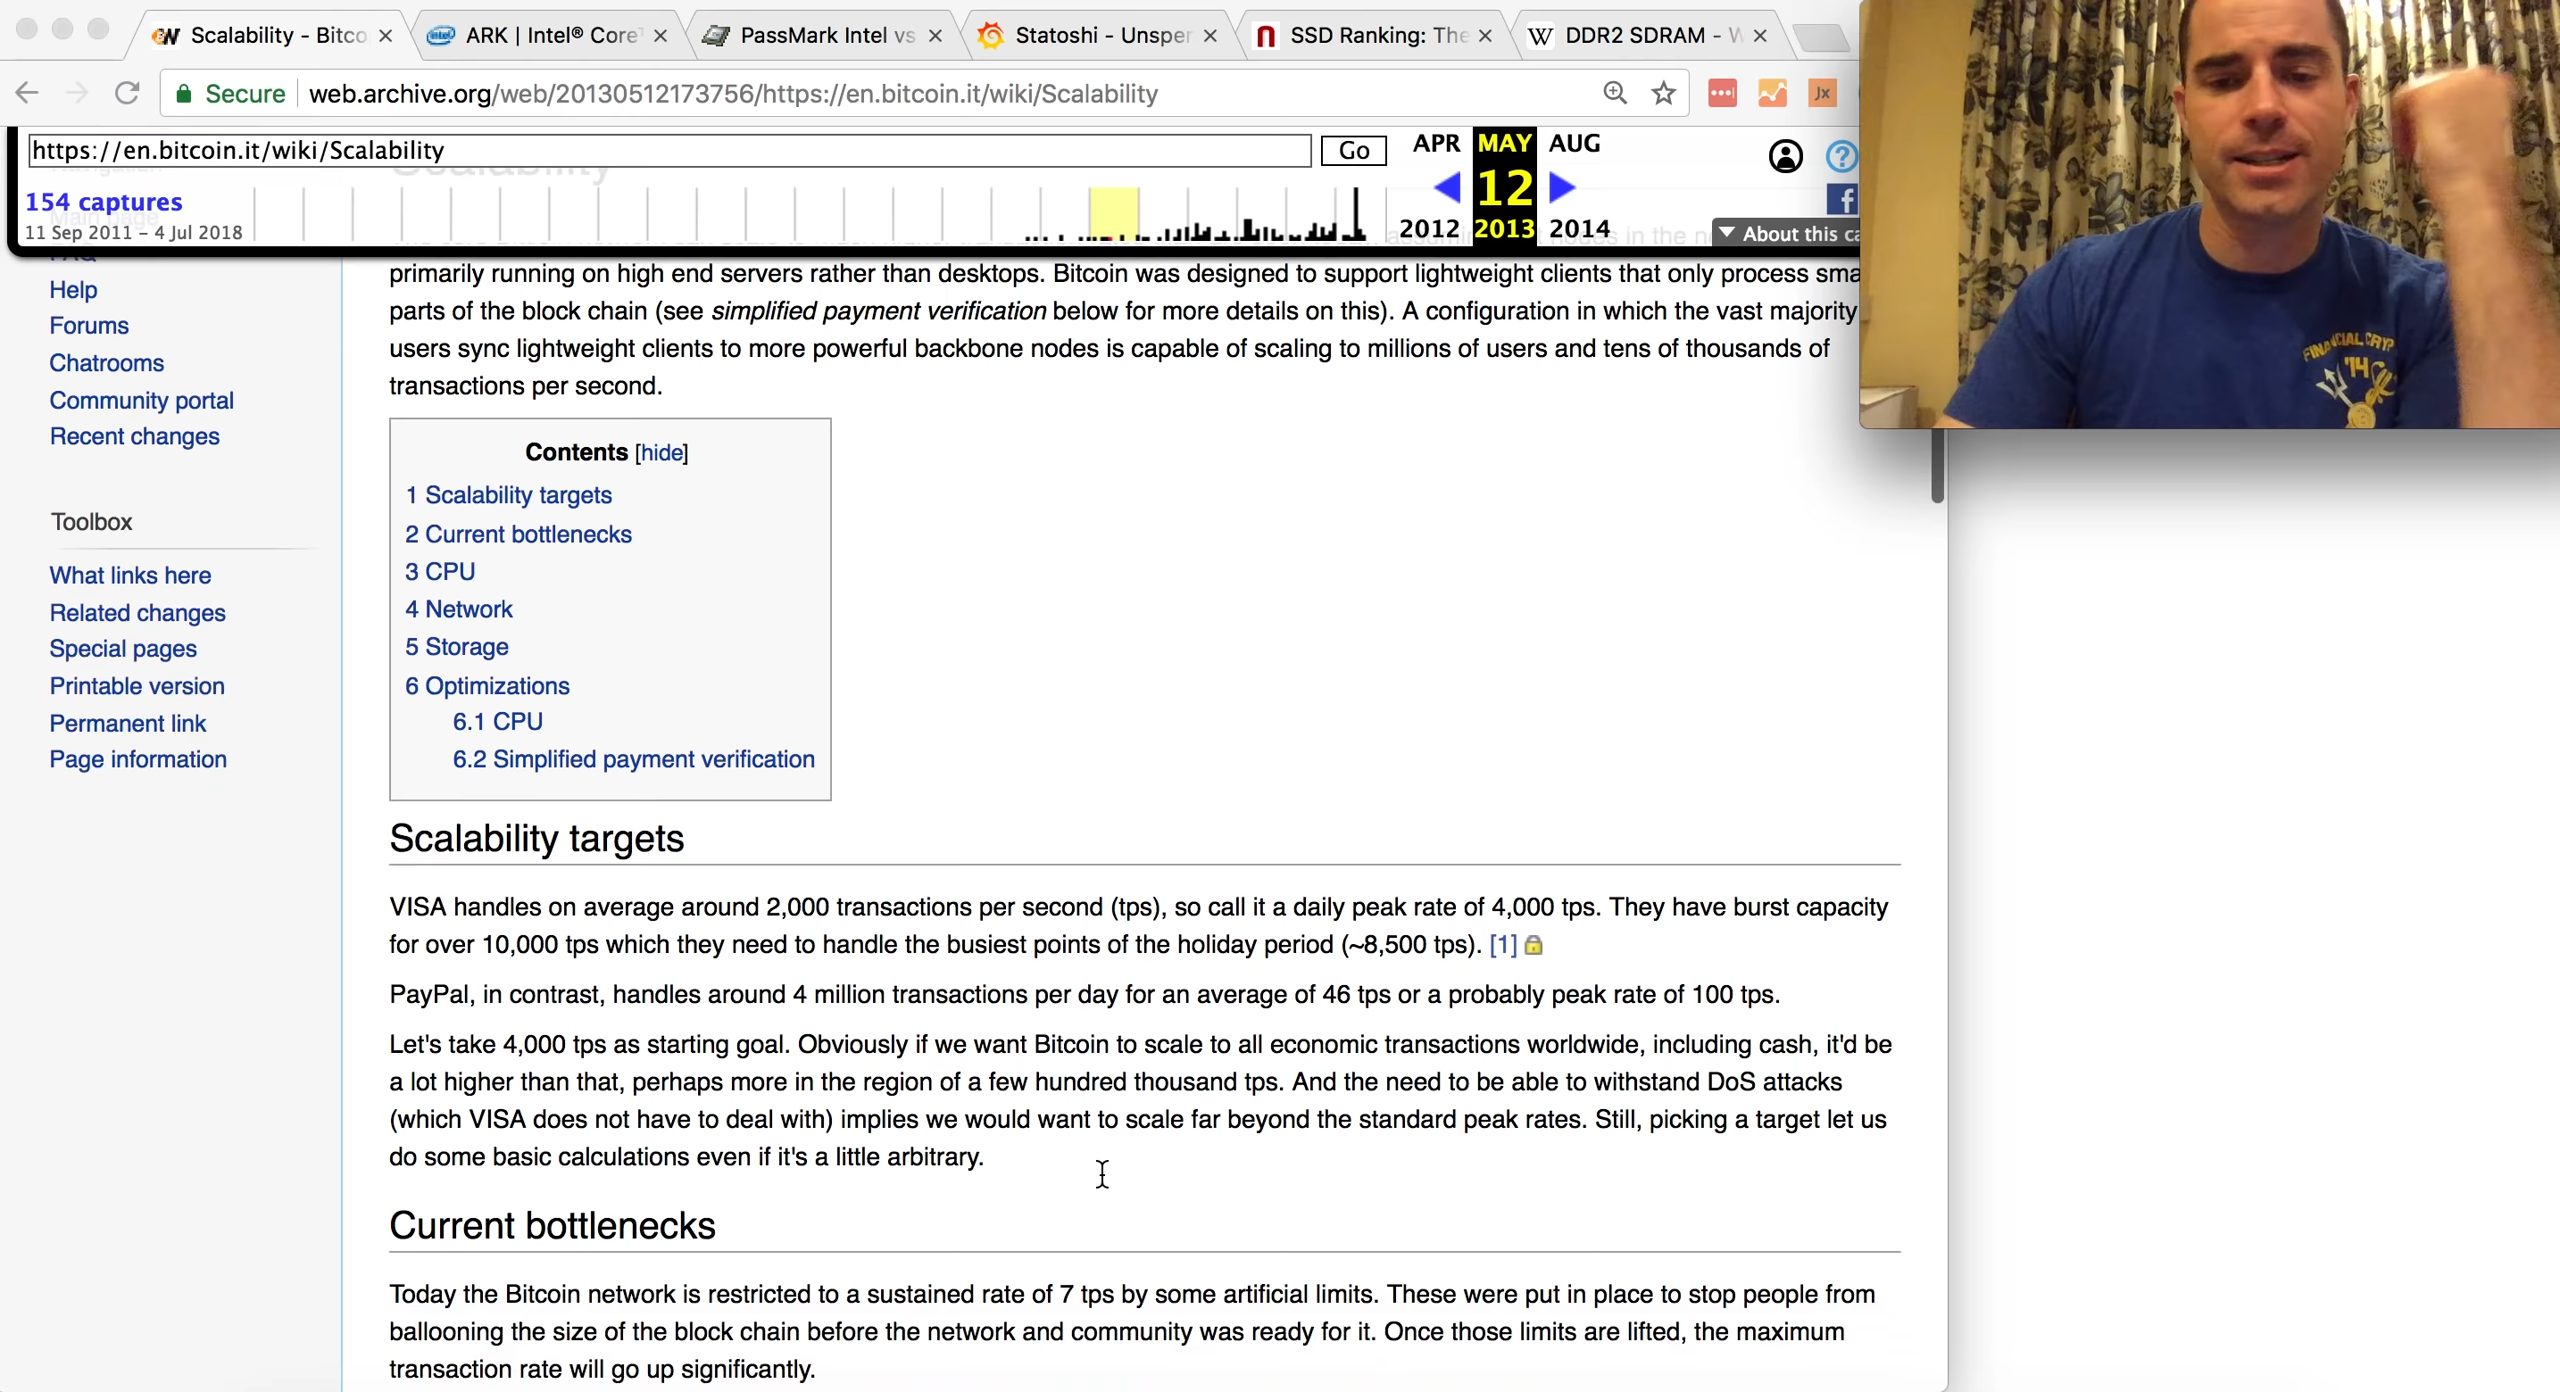 Scalability - Bitco
ARK | Intel® Core
PassMark Intel vs
Statoshi - Unsper
SSD Ranking: The
DDR2 SDRAM - W
Secure
web.archive.org/web/20130512173756/https://en.bitcoin.it/wiki/Scalability
Jx
https://en.bitcoin.it/wiki/Scalability
Go
APR MAY AUG
12
2012 2013 2014
154 captures
11 Sep 2011 – 4 Jul 2018
▼ About this ca
Main page
FAQ
Help
Forums
Chatrooms
Community portal
Recent changes
Toolbox
What links here
Related changes
Special pages
Printable version
Permanent link
Page information
Scalability
primarily running on high end servers rather than desktops. Bitcoin was designed to support lightweight clients that only process sma
parts of the block chain (see simplified payment verification below for more details on this). A configuration in which the vast majority
users sync lightweight clients to more powerful backbone nodes is capable of scaling to millions of users and tens of thousands of
transactions per second.
Contents [hide]
1 Scalability targets
2 Current bottlenecks
3 CPU
4 Network
5 Storage
6 Optimizations
6.1 CPU
6.2 Simplified payment verification
Scalability targets
VISA handles on average around 2,000 transactions per second (tps), so call it a daily peak rate of 4,000 tps. They have burst capacity
for over 10,000 tps which they need to handle the busiest points of the holiday period (~8,500 tps). [1]
PayPal, in contrast, handles around 4 million transactions per day for an average of 46 tps or a probably peak rate of 100 tps.
Let's take 4,000 tps as starting goal. Obviously if we want Bitcoin to scale to all economic transactions worldwide, including cash, it'd be
a lot higher than that, perhaps more in the region of a few hundred thousand tps. And the need to be able to withstand DoS attacks
(which VISA does not have to deal with) implies we would want to scale far beyond the standard peak rates. Still, picking a target let us
do some basic calculations even if it's a little arbitrary.
Current bottlenecks
Today the Bitcoin network is restricted to a sustained rate of 7 tps by some artificial limits. These were put in place to stop people from
ballooning the size of the block chain before the network and community was ready for it. Once those limits are lifted, the maximum
transaction rate will go up significantly.
FINANCIAL CRYP
'14